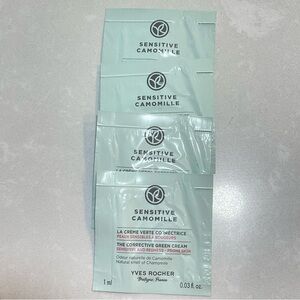 SENSITIVE
CAMOMILLE
SENSITIVE
CAMOMILLE
SENSITIVE
CAMOMILLE
SENSITIVE
CAMOMILLE
LA CRÈME VERTE CORRECTRICE
PEAUX SENSIBLES À ROUGEURS
THE CORRECTIVE GREEN CREAM
SENSITIVE AND REDNESS - PRONE SKIN
Odeur naturelle de Camomille
Natural smell of Chamomile
YVES ROCHER
France
1 ml
0.03 fl. oz.